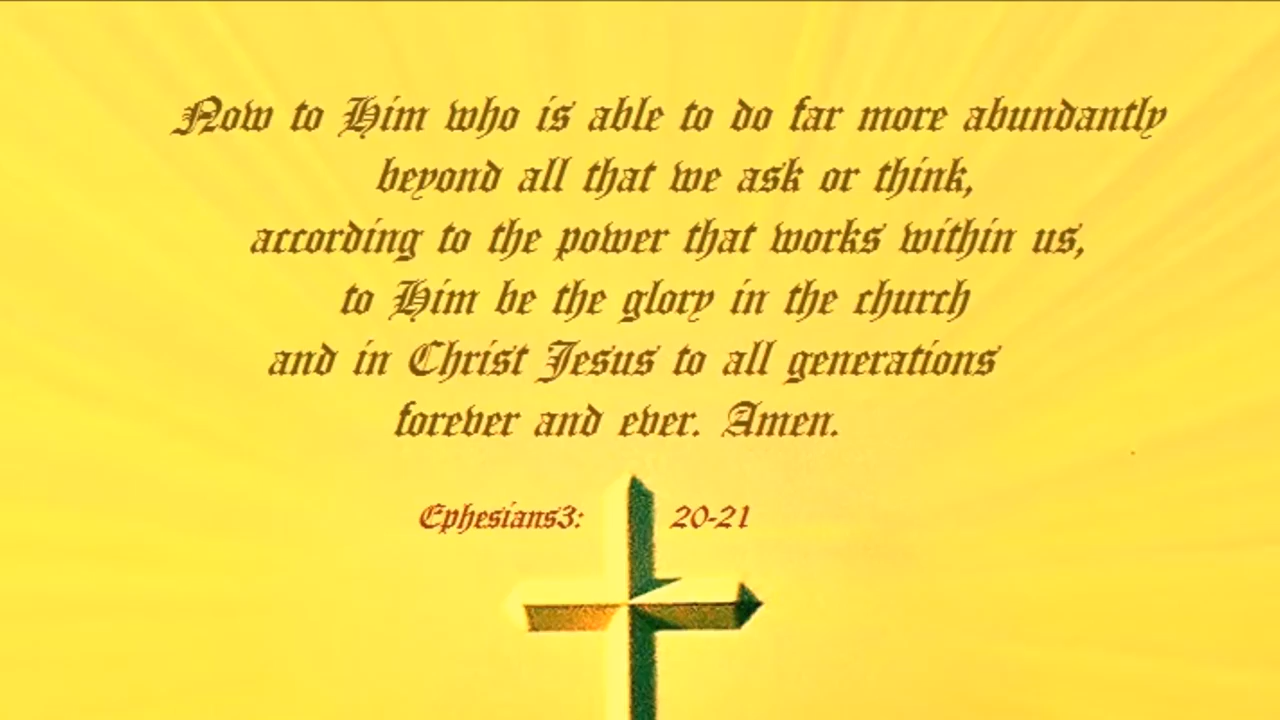 Now to Him who is able to do far more abundantly
beyond all that we ask or think,
according to the power that works within us,
to Him be the glory in the church
and in Christ Jesus to all generations
forever and ever. Amen.
Ephesians3: 20-21